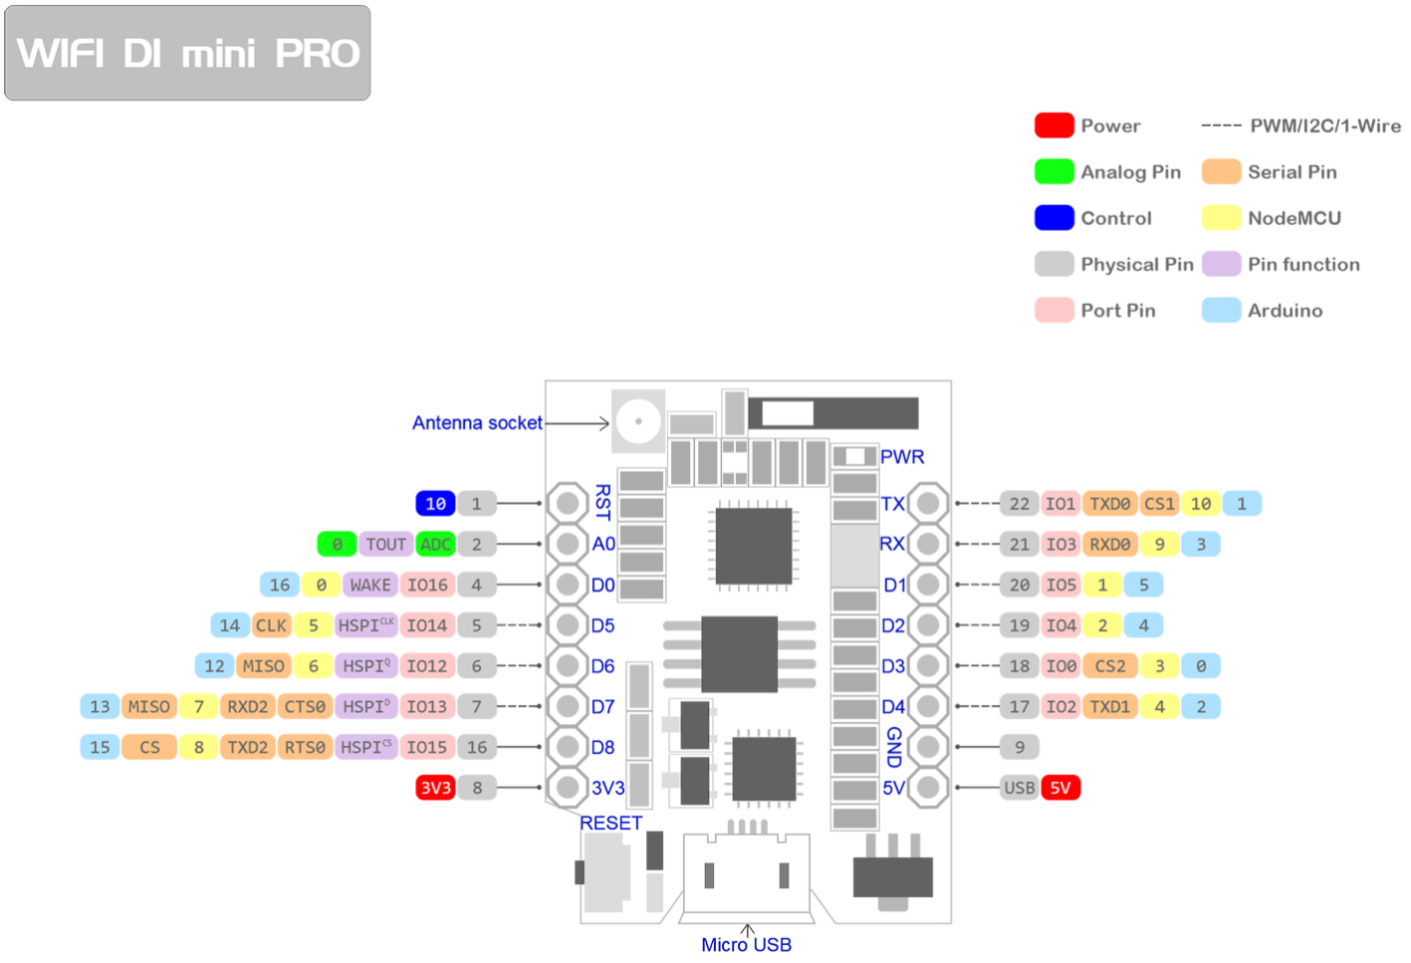 WIFI DI mini PRO
Power ---- PWM/I2C/1-Wire
Analog Pin Serial Pin
Control NodeMCU
Physical Pin Pin function
Port Pin Arduino
Antenna socket
PWR
10 1 RST TX 22 IO1 TXD0 CS1 10 1
0 TOUT ADC 2 A0 RX 21 IO3 RXD0 9 3
16 0 WAKE IO16 4 D0 D1 20 IO5 1 5
14 CLK 5 HSPICLK IO14 5 D5 D2 19 IO4 2 4
12 MISO 6 HSPIQ IO12 6 D6 D3 18 IO0 CS2 3 0
13 MISO 7 RXD2 CTS0 HSPID IO13 7 D7 D4 17 IO2 TXD1 4 2
15 CS 8 TXD2 RTS0 HSPICS IO15 16 D8 GND 9
3V3 8 3V3 5V USB 5V
RESET
Micro USB